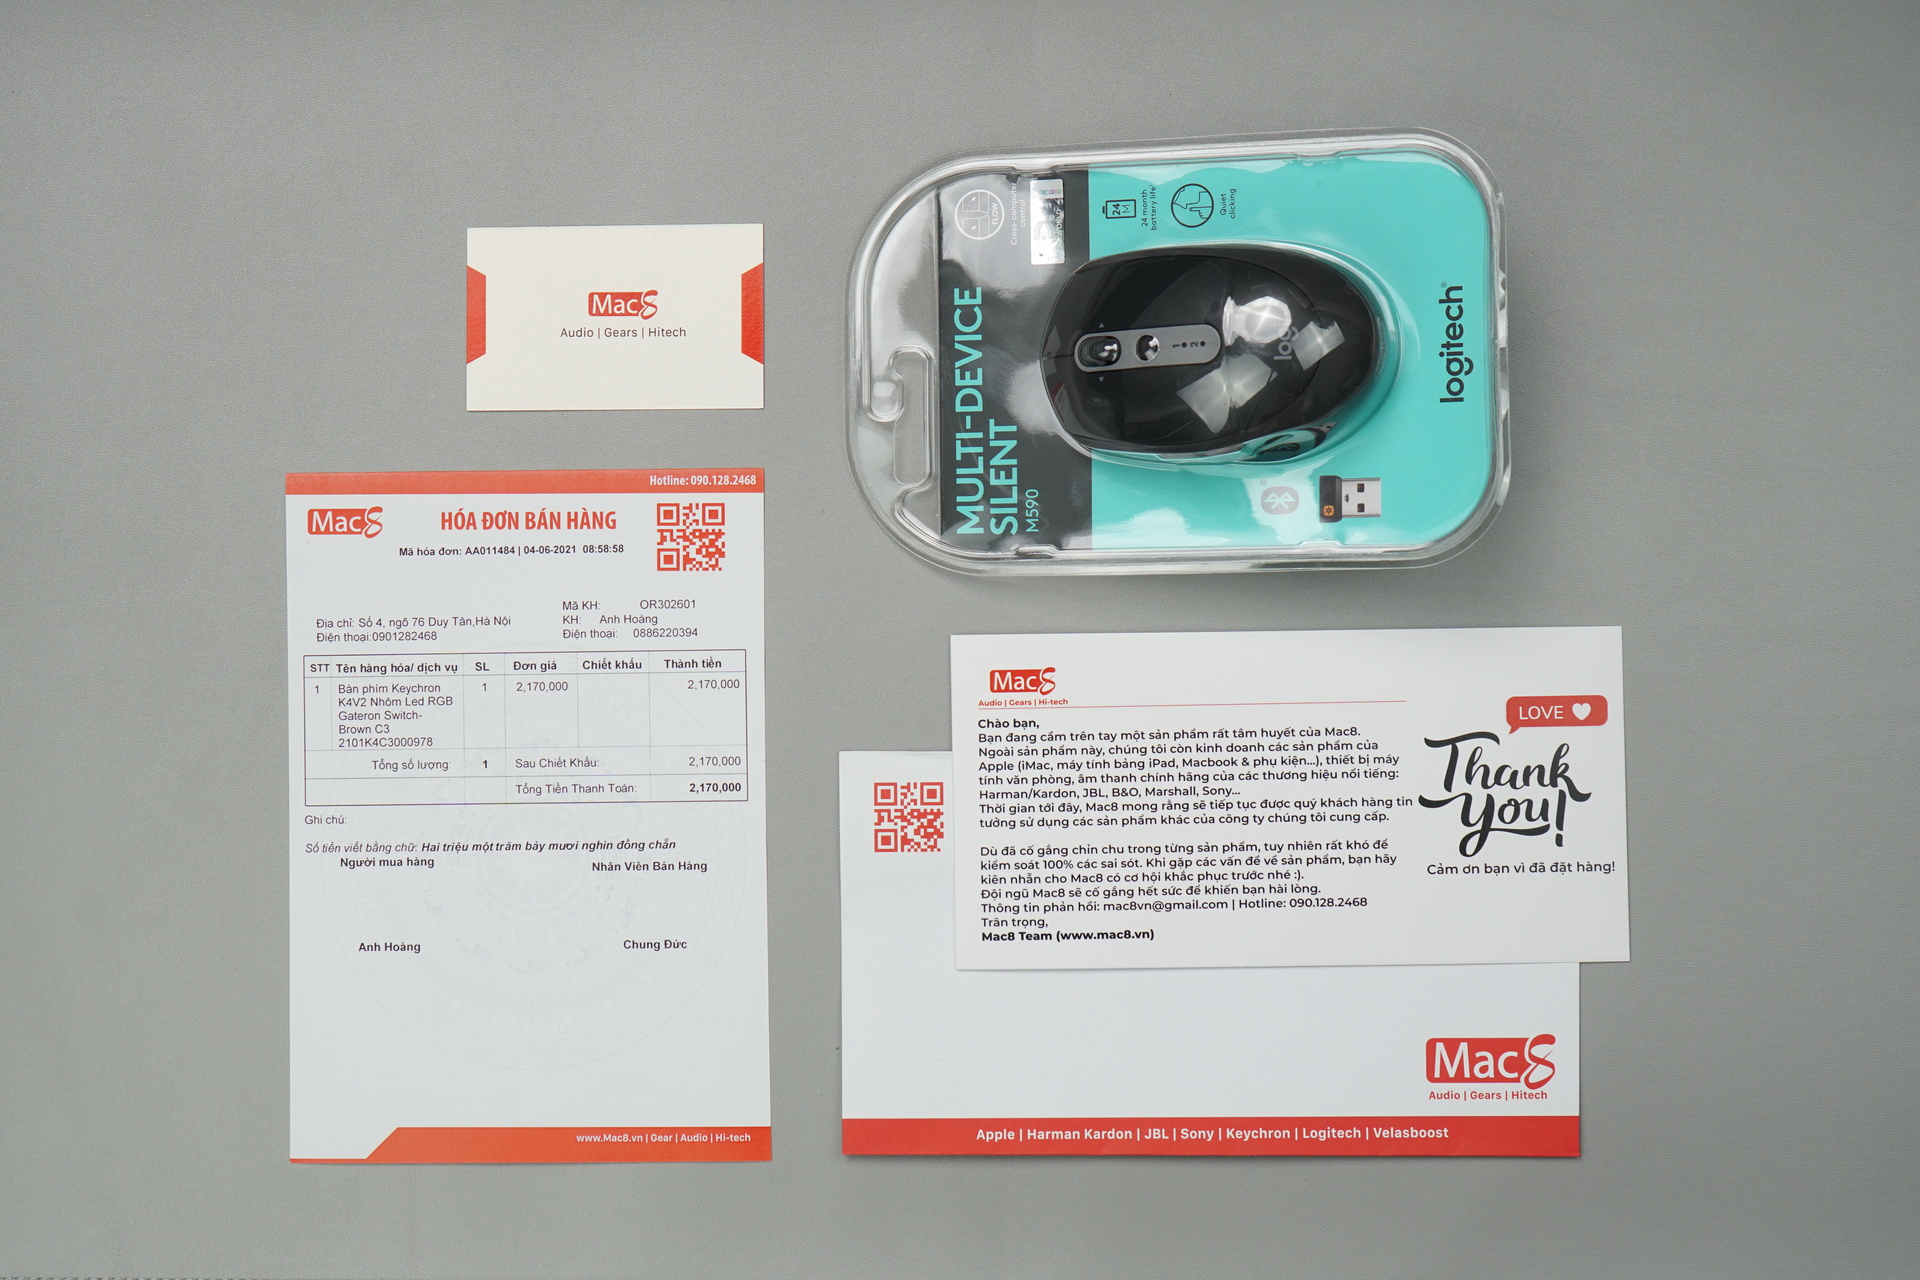 Mac8
Audio | Gears | Hitech
Hotline: 090.128.2468
Mac8
HÓA ĐƠN BÁN HÀNG
Mã hóa đơn: AA011484 | 04-06-2021 08:58:58
Mã KH: OR302601
Địa chỉ: Số 4, ngõ 76 Duy Tân,Hà Nội
KH: Anh Hoàng
Điện thoại:0901282468
Điện thoại: 0886220394
STT Tên hàng hóa/ dịch vụ SL Đơn giá Chiết khấu Thành tiền
1 Bàn phím Keychron 1 2,170,000 2,170,000
K4V2 Nhôm Led RGB
Gateron Switch-
Brown C3
2101K4C3000978
Tổng số lượng: 1 Sau Chiết Khấu: 2,170,000
Tổng Tiền Thanh Toán: 2,170,000
Ghi chú:
Số tiền viết bằng chữ: Hai triệu một trăm bảy mươi nghìn đồng chẵn
Người mua hàng
Nhân Viên Bán Hàng
Anh Hoàng
Chung Đức
www.Mac8.vn | Gear | Audio | Hi-tech
FLOW
Cross-computer
control
MULTI-DEVICE
SILENT
M590
24
M
24 month
battery life
Quiet
clicking
1
2
logi
logitech
Mac8
Audio | Gears | Hi-tech
Chào bạn,
Bạn đang cầm trên tay một sản phẩm rất tâm huyết của Mac8.
Ngoài sản phẩm này, chúng tôi còn kinh doanh các sản phẩm của
Apple (iMac, máy tính bảng iPad, Macbook & phụ kiện...), thiết bị máy
tính văn phòng, âm thanh chính hãng của các thương hiệu nổi tiếng:
Harman/Kardon, JBL, B&O, Marshall, Sony...
Thời gian tới đây, Mac8 mong rằng sẽ tiếp tục được quý khách hàng tin
tưởng sử dụng các sản phẩm khác của công ty chúng tôi cung cấp.
Dù đã cố gắng chỉn chu trong từng sản phẩm, tuy nhiên rất khó để
kiểm soát 100% các sai sót. Khi gặp các vấn đề về sản phẩm, bạn hãy
kiên nhẫn cho Mac8 có cơ hội khắc phục trước nhé :).
Đội ngũ Mac8 sẽ cố gắng hết sức để khiến bạn hài lòng.
Thông tin phản hồi: mac8vn@gmail.com | Hotline: 090.128.2468
Trân trọng,
Mac8 Team (www.mac8.vn)
LOVE
Thank
You!
Cảm ơn bạn vì đã đặt hàng!
Mac8
Audio | Gears | Hitech
Apple | Harman Kardon | JBL | Sony | Keychron | Logitech | Velasboost